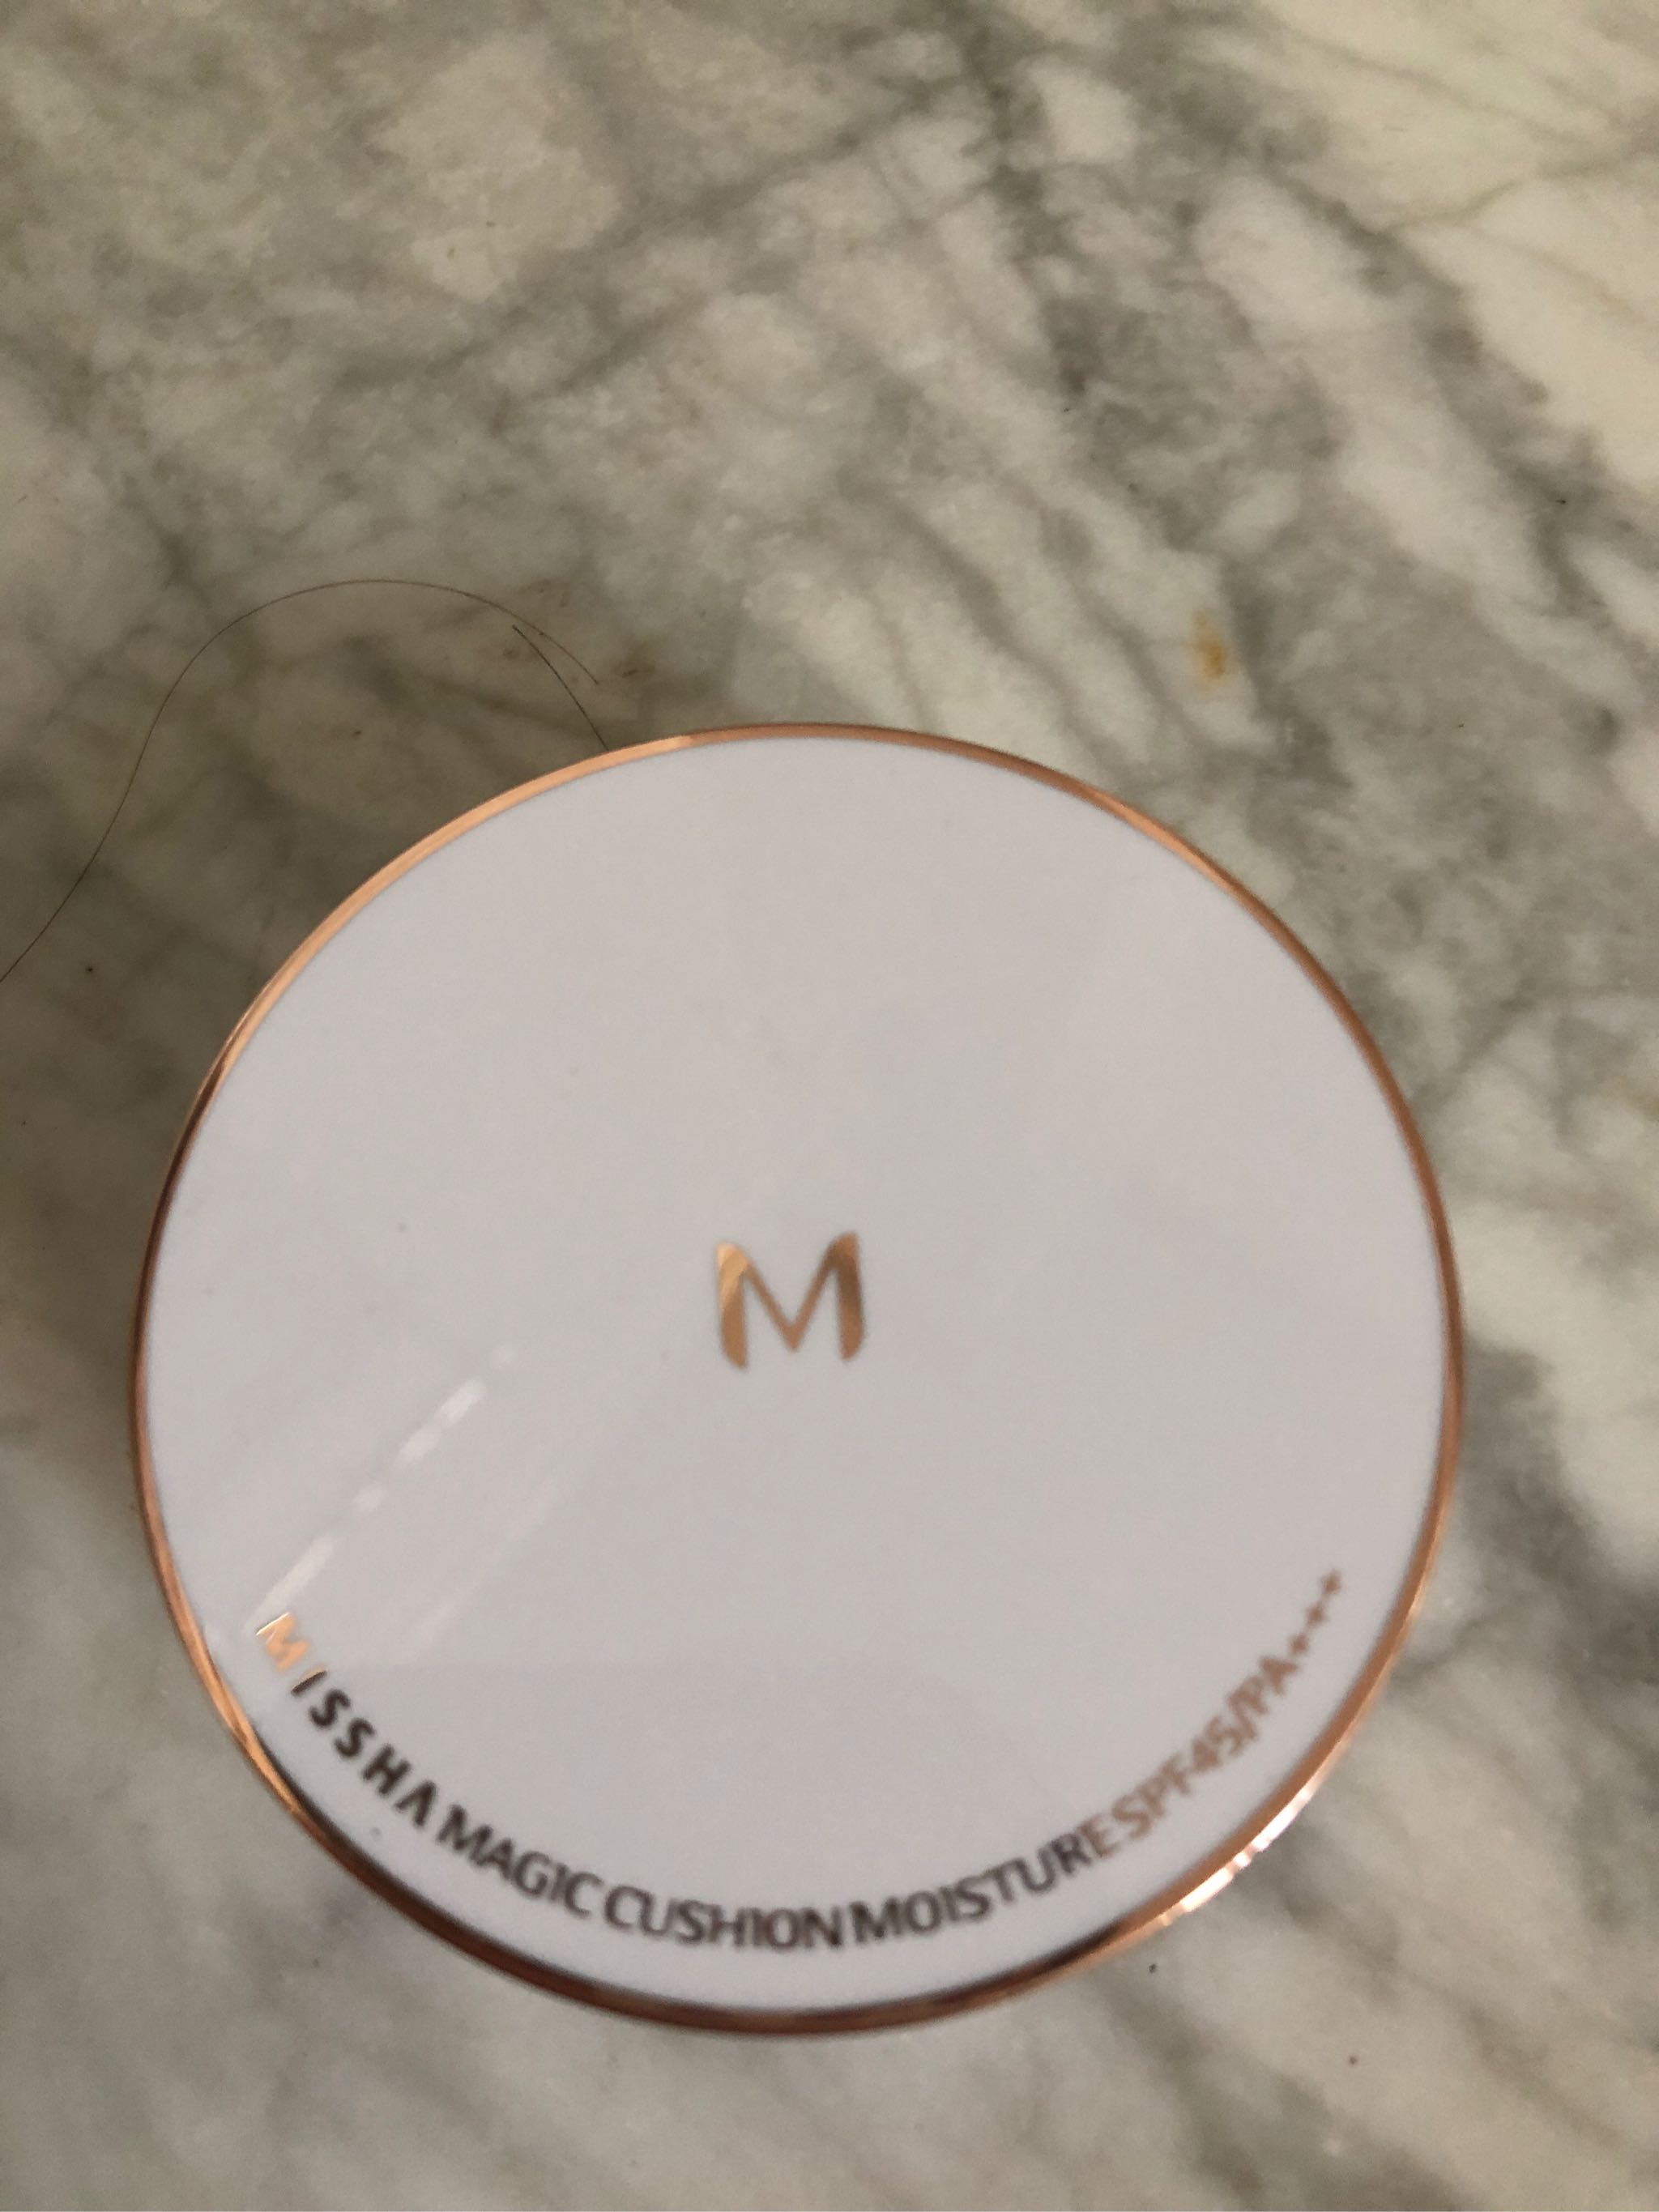 M
MISSHA MAGIC CUSHION MOISTURE SPF45/PA+++